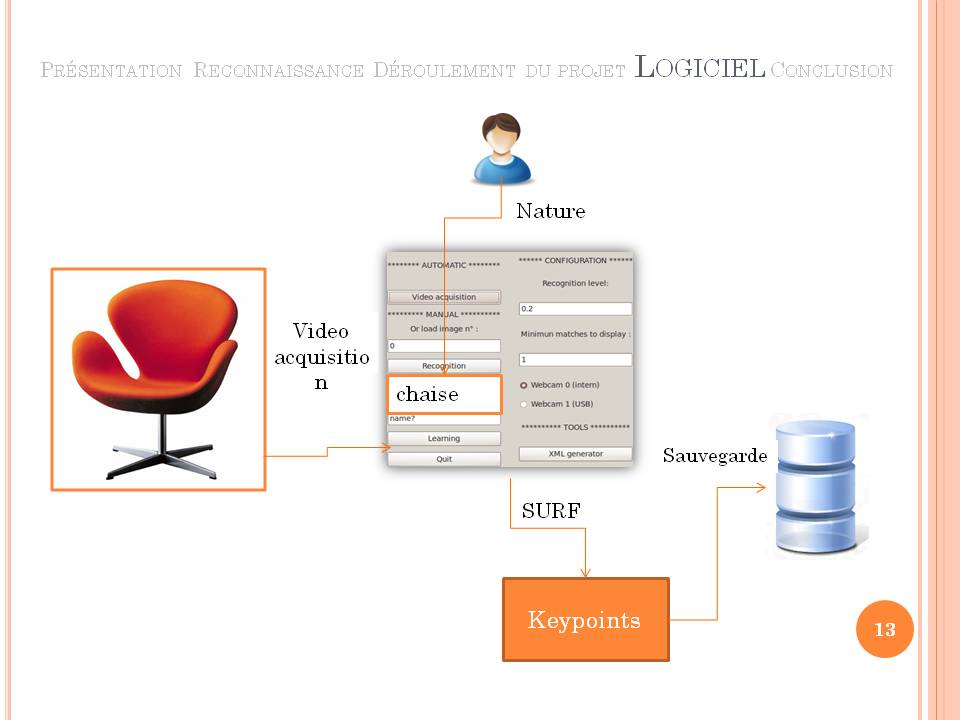 PRÉSENTATION RECONNAISSANCE DÉROULEMENT DU PROJET LOGICIEL CONCLUSION
Nature
Video
acquisitio
n
******** AUTOMATIC ********
Video acquisition
********* MANUAL **********
Or load image n° :
0
Recognition
chaise
name?
Learning
Quit
****** CONFIGURATION ******
Recognition level:
0.2
Minimun matches to display :
1
Webcam 0 (intern)
Webcam 1 (USB)
********** TOOLS **********
XML generator
Sauvegarde
SURF
Keypoints
13